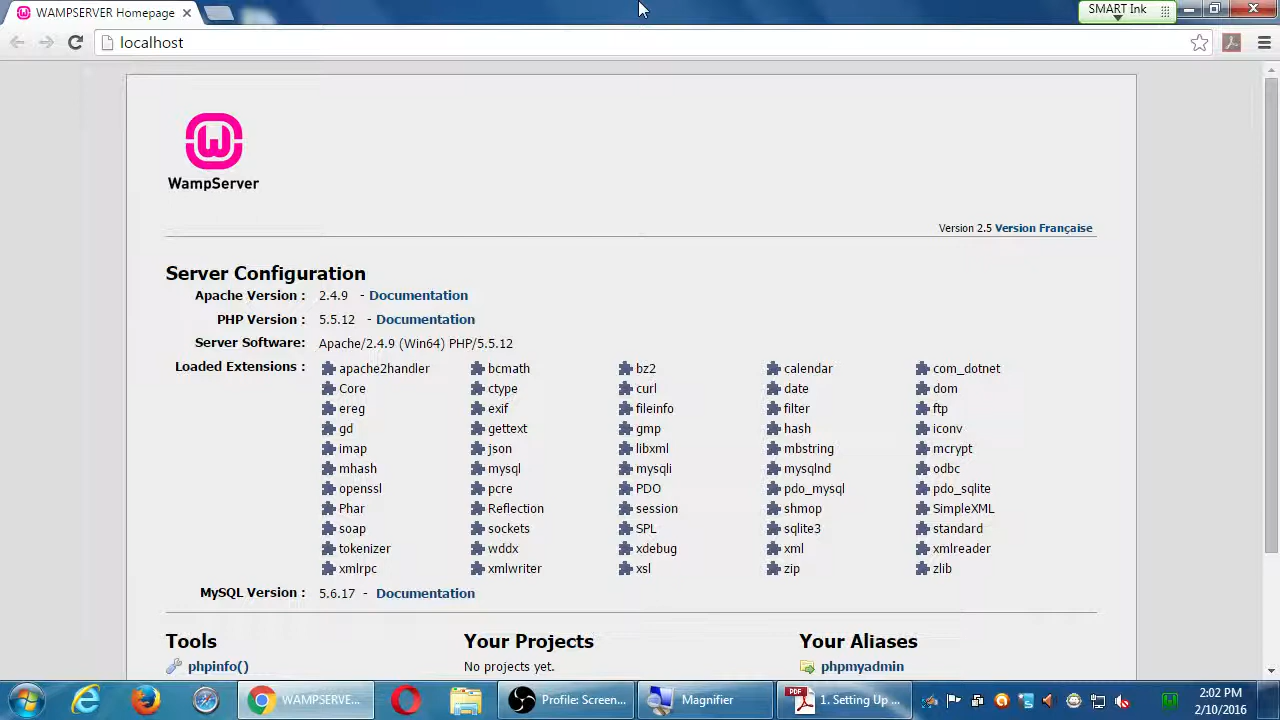 WAMPSERVER Homepage
SMART Ink
localhost
W
WampServer
Version 2.5 Version Française
Server Configuration
Apache Version : 2.4.9 - Documentation
PHP Version : 5.5.12 - Documentation
Server Software: Apache/2.4.9 (Win64) PHP/5.5.12
Loaded Extensions : apache2handler bcmath bz2 calendar com_dotnet
Core ctype curl date dom
ereg exif fileinfo filter ftp
gd gettext gmp hash iconv
imap json libxml mbstring mcrypt
mhash mysql mysqli mysqlnd odbc
openssl pcre PDO pdo_mysql pdo_sqlite
Phar Reflection session shmop SimpleXML
soap sockets SPL sqlite3 standard
tokenizer wddx xdebug xml xmlreader
xmlrpc xmlwriter xsl zip zlib
MySQL Version : 5.6.17 - Documentation
Tools Your Projects Your Aliases
phpinfo() No projects yet. phpmyadmin
WAMPSERVE... Profile: Screen... Magnifier PDF 1. Setting Up ... 2:02 PM
2/10/2016